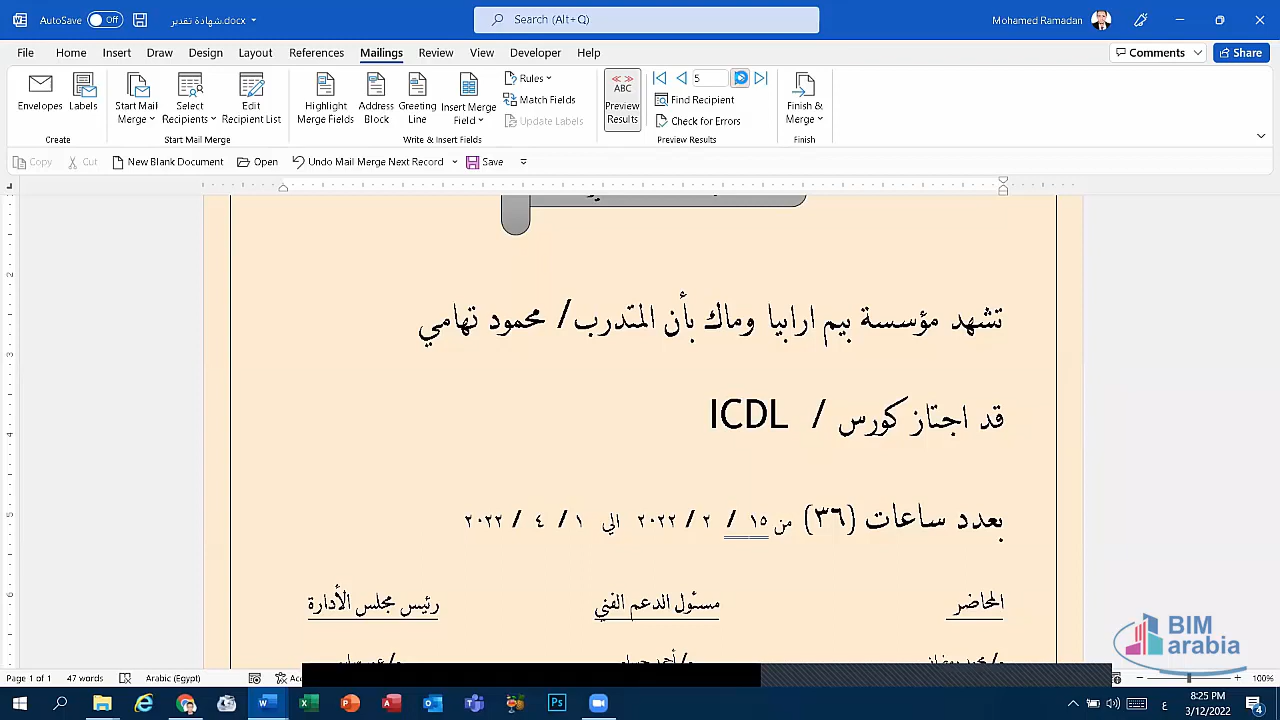 AutoSave Off شهادة تقدير.docx Search (Alt+Q) Mohamed Ramadan
File Home Insert Draw Design Layout References Mailings Review View Developer Help Comments Share
Envelopes Labels Start Mail Merge Select Recipients Edit Recipient List Highlight Merge Fields Address Block Greeting Line Insert Merge Field Rules Match Fields Update Labels ABC Preview Results 5 Find Recipient Check for Errors Finish & Merge
Create Start Mail Merge Write & Insert Fields Preview Results Finish
Copy Cut New Blank Document Open Undo Mail Merge Next Record Save
تشهد مؤسسة بيم ارابيا وماك بأن المتدرب/ محمود تهامي
قد اجتاز كورس / ICDL
بعدد ساعات (٣٦) من ١٥ / ٢ / ٢٠٢٢ الي ١ / ٤ / ٢٠٢٢
المحاضر مسئول الدعم الفني رئيس مجلس الأدارة
BIM arabia
Page 1 of 1 47 words Arabic (Egypt) 100%
8:25 PM
3/12/2022